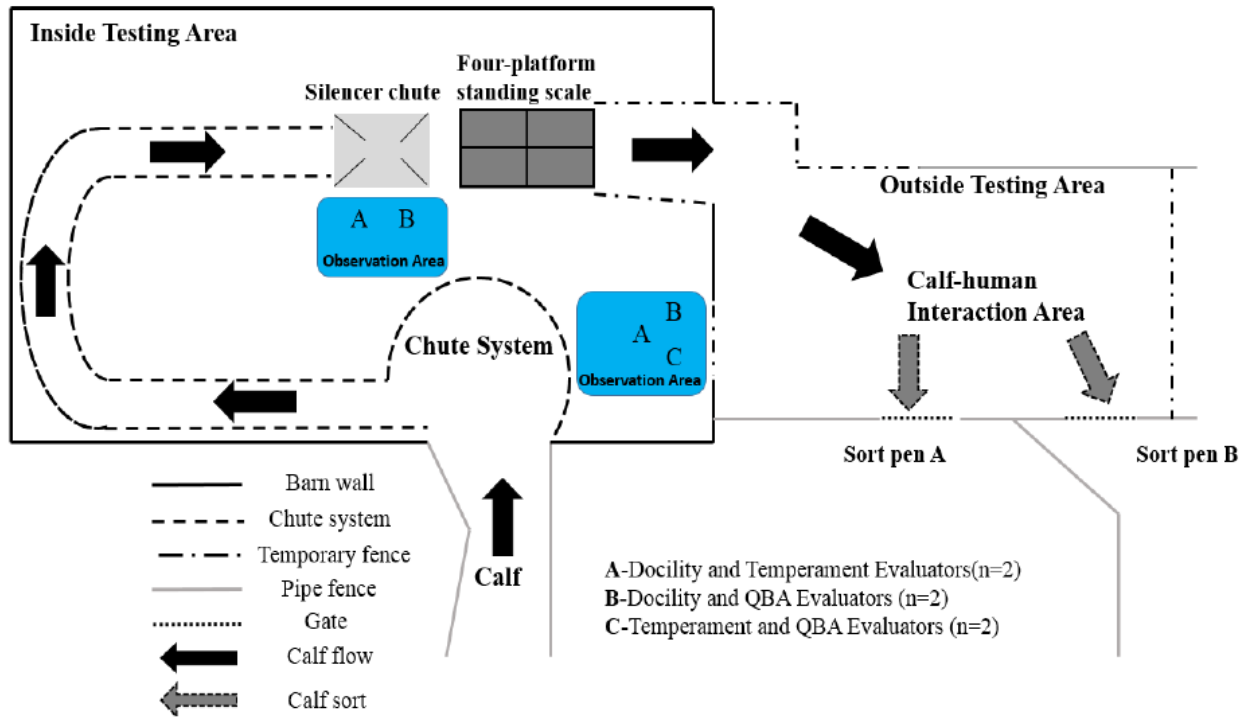 Inside Testing Area
Four-platform
standing scale
Silencer chute
A B
Observation Area
Outside Testing Area
Calf-human
Interaction Area
B
A
C
Observation Area
Chute System
Sort pen A
Sort pen B
Barn wall
Chute system
Temporary fence
Pipe fence
Gate
Calf flow
Calf sort
Calf
A-Docility and Temperament Evaluators(n=2)
B-Docility and QBA Evaluators (n=2)
C-Temperament and QBA Evaluators (n=2)